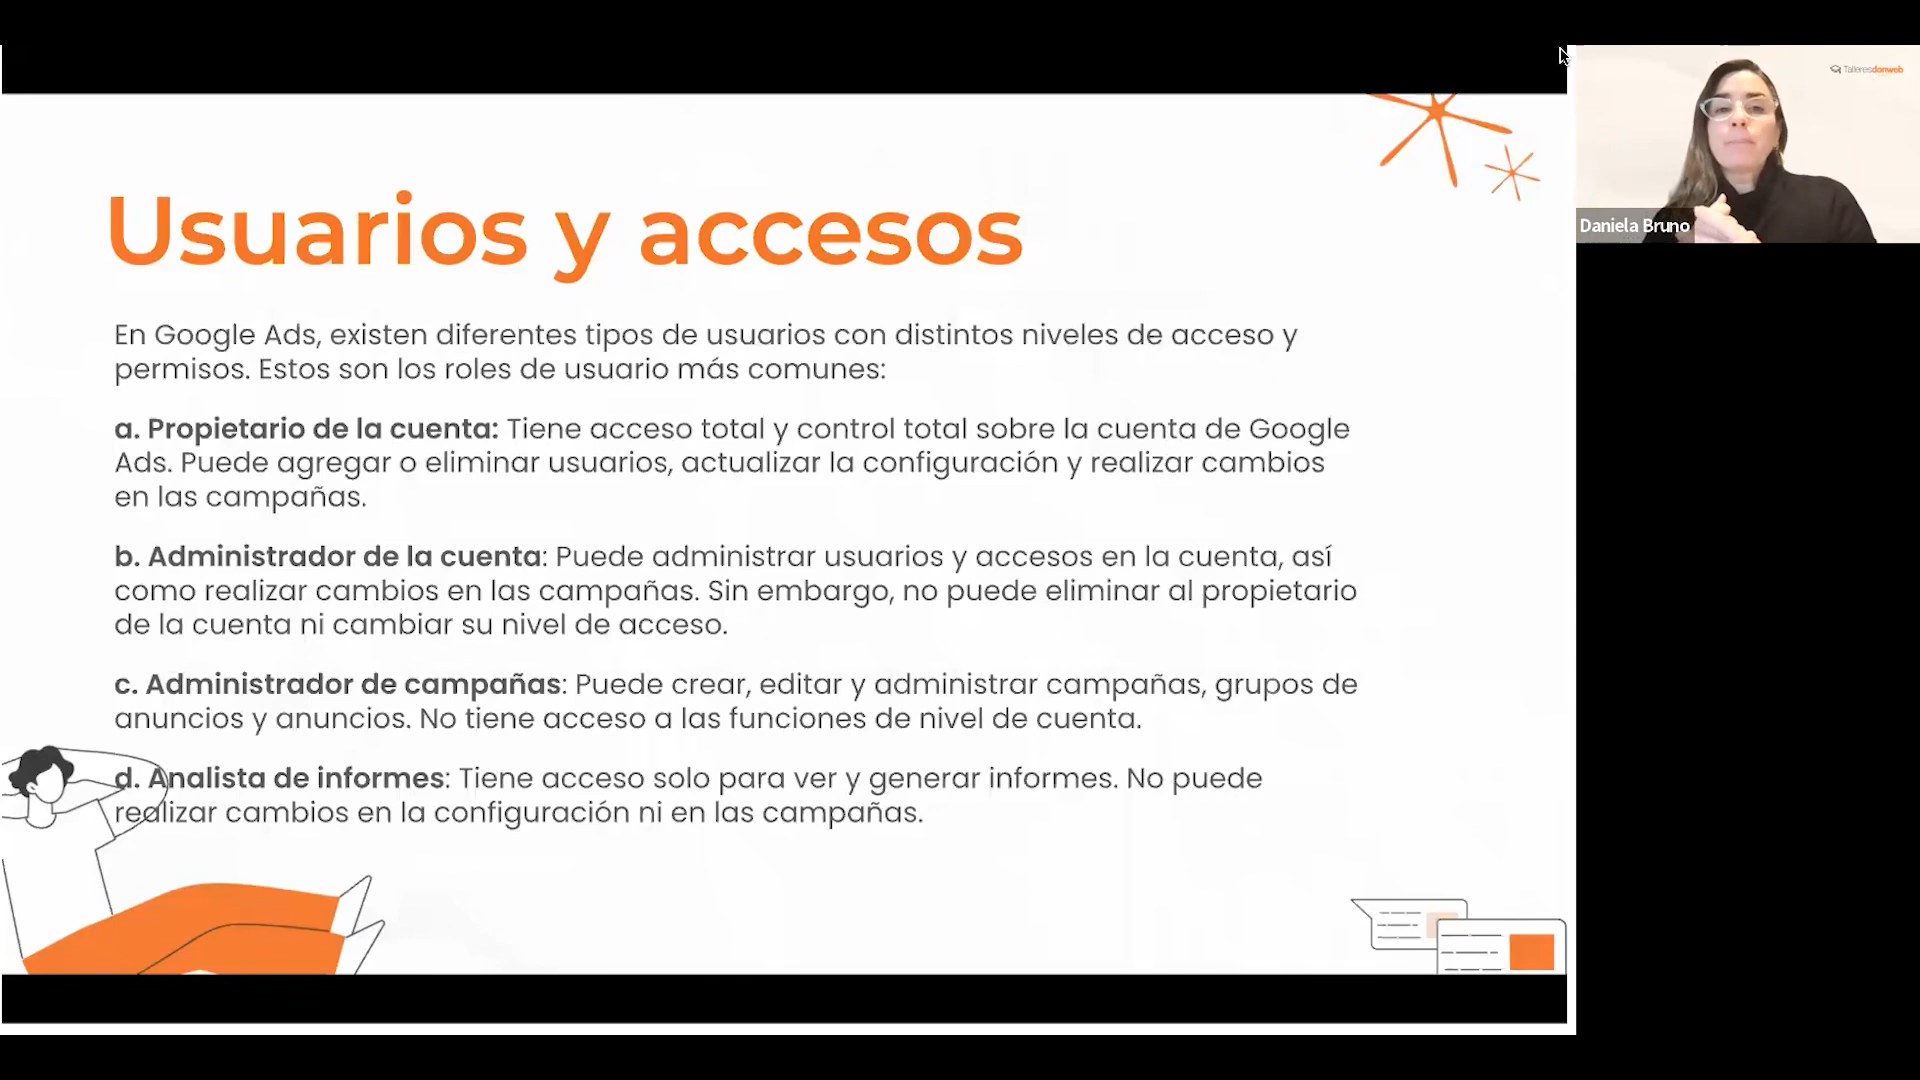 Usuarios y accesos
En Google Ads, existen diferentes tipos de usuarios con distintos niveles de acceso y
permisos. Estos son los roles de usuario más comunes:
a. Propietario de la cuenta: Tiene acceso total y control total sobre la cuenta de Google
Ads. Puede agregar o eliminar usuarios, actualizar la configuración y realizar cambios
en las campañas.
b. Administrador de la cuenta: Puede administrar usuarios y accesos en la cuenta, así
como realizar cambios en las campañas. Sin embargo, no puede eliminar al propietario
de la cuenta ni cambiar su nivel de acceso.
c. Administrador de campañas: Puede crear, editar y administrar campañas, grupos de
anuncios y anuncios. No tiene acceso a las funciones de nivel de cuenta.
d. Analista de informes: Tiene acceso solo para ver y generar informes. No puede
realizar cambios en la configuración ni en las campañas.
Talleresdonweb
Daniela Bruno